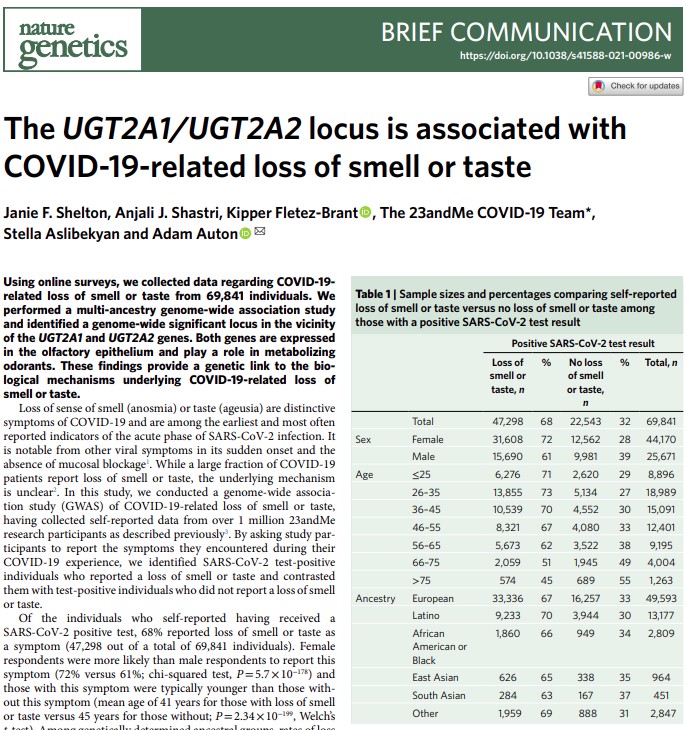 nature
genetics
BRIEF COMMUNICATION
https://doi.org/10.1038/s41588-021-00986-w
Check for updates
The UGT2A1/UGT2A2 locus is associated with
COVID-19-related loss of smell or taste
Janie F. Shelton, Anjali J. Shastri, Kipper Fletez-Brant, The 23andMe COVID-19 Team*,
Stella Aslibekyan and Adam Auton
Using online surveys, we collected data regarding COVID-19-
related loss of smell or taste from 69,841 individuals. We
performed a multi-ancestry genome-wide association study
and identified a genome-wide significant locus in the vicinity
of the UGT2A1 and UGT2A2 genes. Both genes are expressed
in the olfactory epithelium and play a role in metabolizing
odorants. These findings provide a genetic link to the bio-
logical mechanisms underlying COVID-19-related loss of
smell or taste.
Loss of sense of smell (anosmia) or taste (ageusia) are distinctive
symptoms of COVID-19 and are among the earliest and most often
reported indicators of the acute phase of SARS-CoV-2 infection. It
is notable from other viral symptoms in its sudden onset and the
absence of mucosal blockage¹. While a large fraction of COVID-19
patients report loss of smell or taste, the underlying mechanism
is unclear². In this study, we conducted a genome-wide associa-
tion study (GWAS) of COVID-19-related loss of smell or taste,
having collected self-reported data from over 1 million 23andMe
research participants as described previously³. By asking study par-
ticipants to report the symptoms they encountered during their
COVID-19 experience, we identified SARS-CoV-2 test-positive
individuals who reported a loss of smell or taste and contrasted
them with test-positive individuals who did not report a loss of smell
or taste.
Of the individuals who self-reported having received a
SARS-CoV-2 positive test, 68% reported loss of smell or taste as
a symptom (47,298 out of a total of 69,841 individuals). Female
respondents were more likely than male respondents to report this
symptom (72% versus 61%; chi-squared test, P = 5.7 × 10⁻¹⁷⁸) and
those with this symptom were typically younger than those with-
out this symptom (mean age of 41 years for those with loss of smell
or taste versus 45 years for those without; P = 2.34 × 10⁻¹⁹⁹, Welch's
Table 1 | Sample sizes and percentages comparing self-reported
loss of smell or taste versus no loss of smell or taste among
those with a positive SARS-CoV-2 test result
Positive SARS-CoV-2 test result
Loss of smell or taste, n % No loss of smell or taste, n % Total, n
Total 47,298 68 22,543 32 69,841
Sex Female 31,608 72 12,562 28 44,170
Male 15,690 61 9,981 39 25,671
Age ≤25 6,276 71 2,620 29 8,896
26–35 13,855 73 5,134 27 18,989
36–45 10,539 70 4,552 30 15,091
46–55 8,321 67 4,080 33 12,401
56–65 5,673 62 3,522 38 9,195
66–75 2,059 51 1,945 49 4,004
>75 574 45 689 55 1,263
Ancestry European 33,336 67 16,257 33 49,593
Latino 9,233 70 3,944 30 13,177
African American or Black 1,860 66 949 34 2,809
East Asian 626 65 338 35 964
South Asian 284 63 167 37 451
Other 1,959 69 888 31 2,847